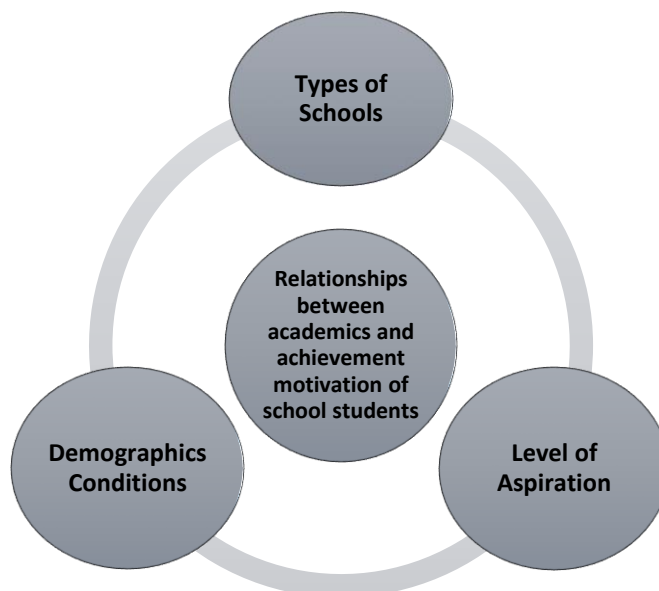 Types of
Schools
Relationships
between
academics and
achievement
motivation of
school students
Demographics
Conditions
Level of
Aspiration